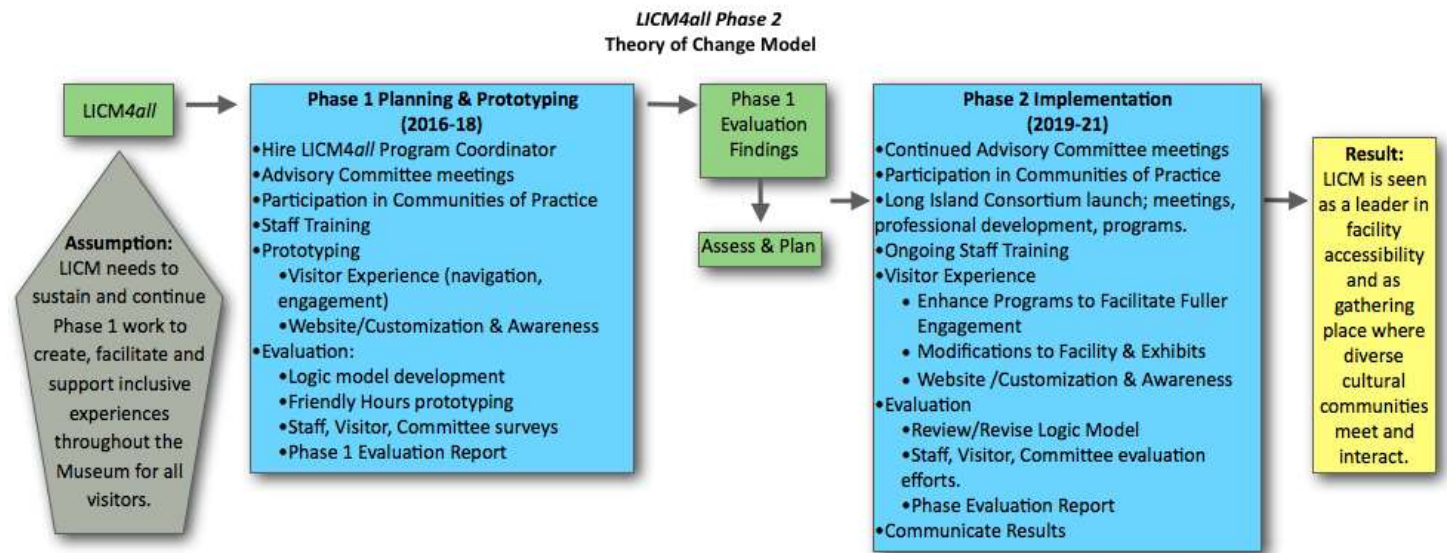 LICM4all Phase 2
Theory of Change Model
LICM4all
Assumption:
LICM needs to
sustain and continue
Phase 1 work to
create, facilitate and
support inclusive
experiences
throughout the
Museum for all
visitors.
Phase 1 Planning & Prototyping
(2016-18)
•Hire LICM4all Program Coordinator
•Advisory Committee meetings
•Participation in Communities of Practice
•Staff Training
•Prototyping
•Visitor Experience (navigation,
engagement)
•Website/Customization & Awareness
•Evaluation:
•Logic model development
•Friendly Hours prototyping
•Staff, Visitor, Committee surveys
•Phase 1 Evaluation Report
Phase 1
Evaluation
Findings
Assess & Plan
Phase 2 Implementation
(2019-21)
•Continued Advisory Committee meetings
•Participation in Communities of Practice
•Long Island Consortium launch; meetings,
professional development, programs.
•Ongoing Staff Training
•Visitor Experience
• Enhance Programs to Facilitate Fuller
Engagement
• Modifications to Facility & Exhibits
• Website /Customization & Awareness
•Evaluation
•Review/Revise Logic Model
•Staff, Visitor, Committee evaluation
efforts.
•Phase Evaluation Report
•Communicate Results
Result:
LICM is seen
as a leader in
facility
accessibility
and as
gathering
place where
diverse
cultural
communities
meet and
interact.